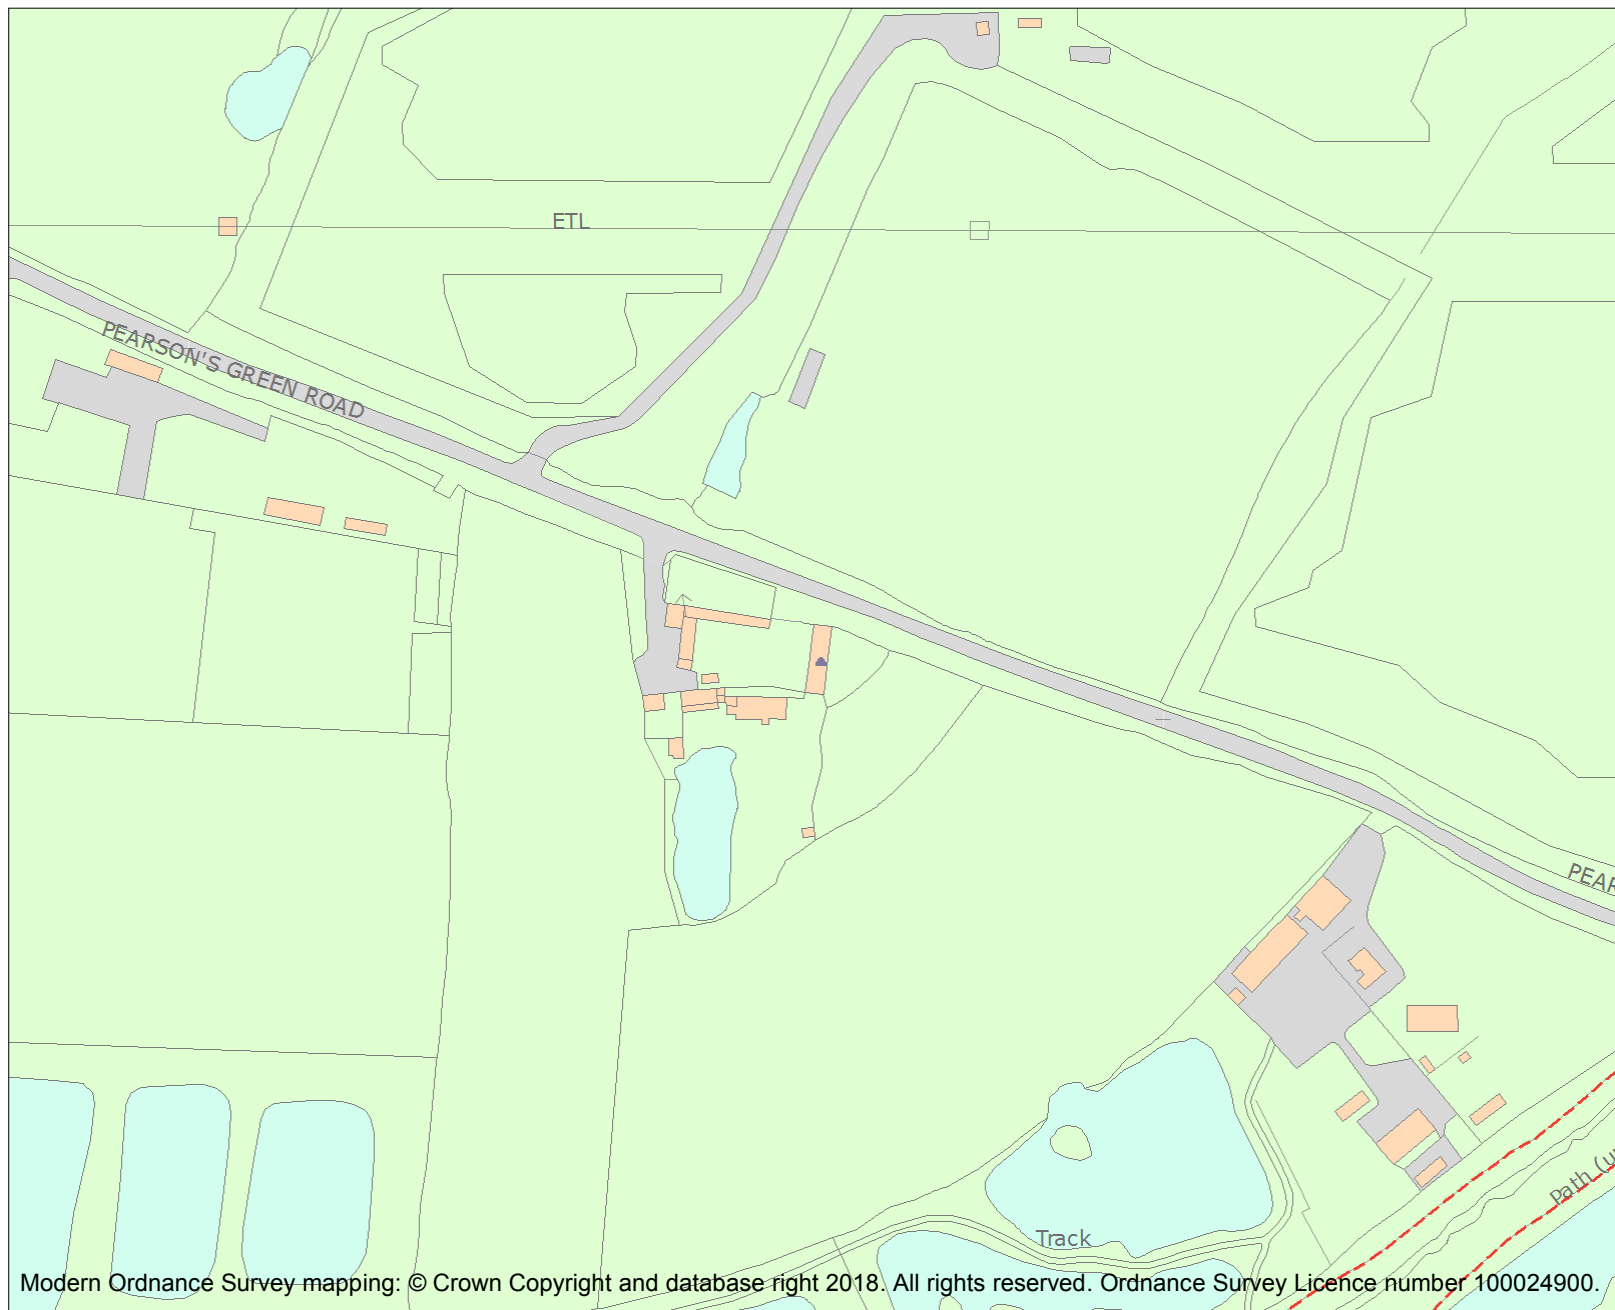 ETL
PEARSON'S GREEN ROAD
PEAR
Path (u
Track
Modern Ordnance Survey mapping: © Crown Copyright and database right 2018. All rights reserved. Ordnance Survey Licence number 100024900.